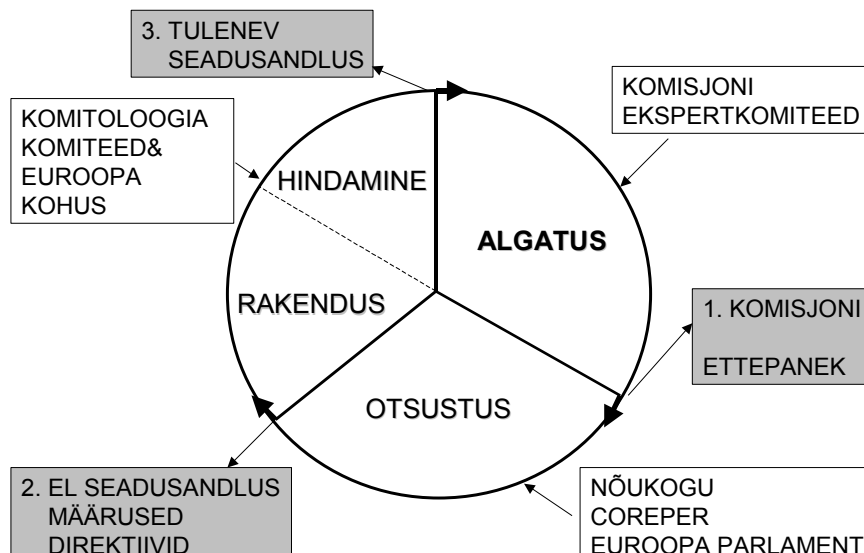 3. TULENEV
SEADUSANDLUS
KOMISJONI
EKSPERTKOMITEED
KOMITOLOOGIA
KOMITEED&
EUROOPA
KOHUS
HINDAMINE
ALGATUS
RAKENDUS
1. KOMISJONI
ETTEPANEK
OTSUSTUS
2. EL SEADUSANDLUS
MÄÄRUSED
DIREKTIIVID
NÕUKOGU
COREPER
EUROOPA PARLAMENT